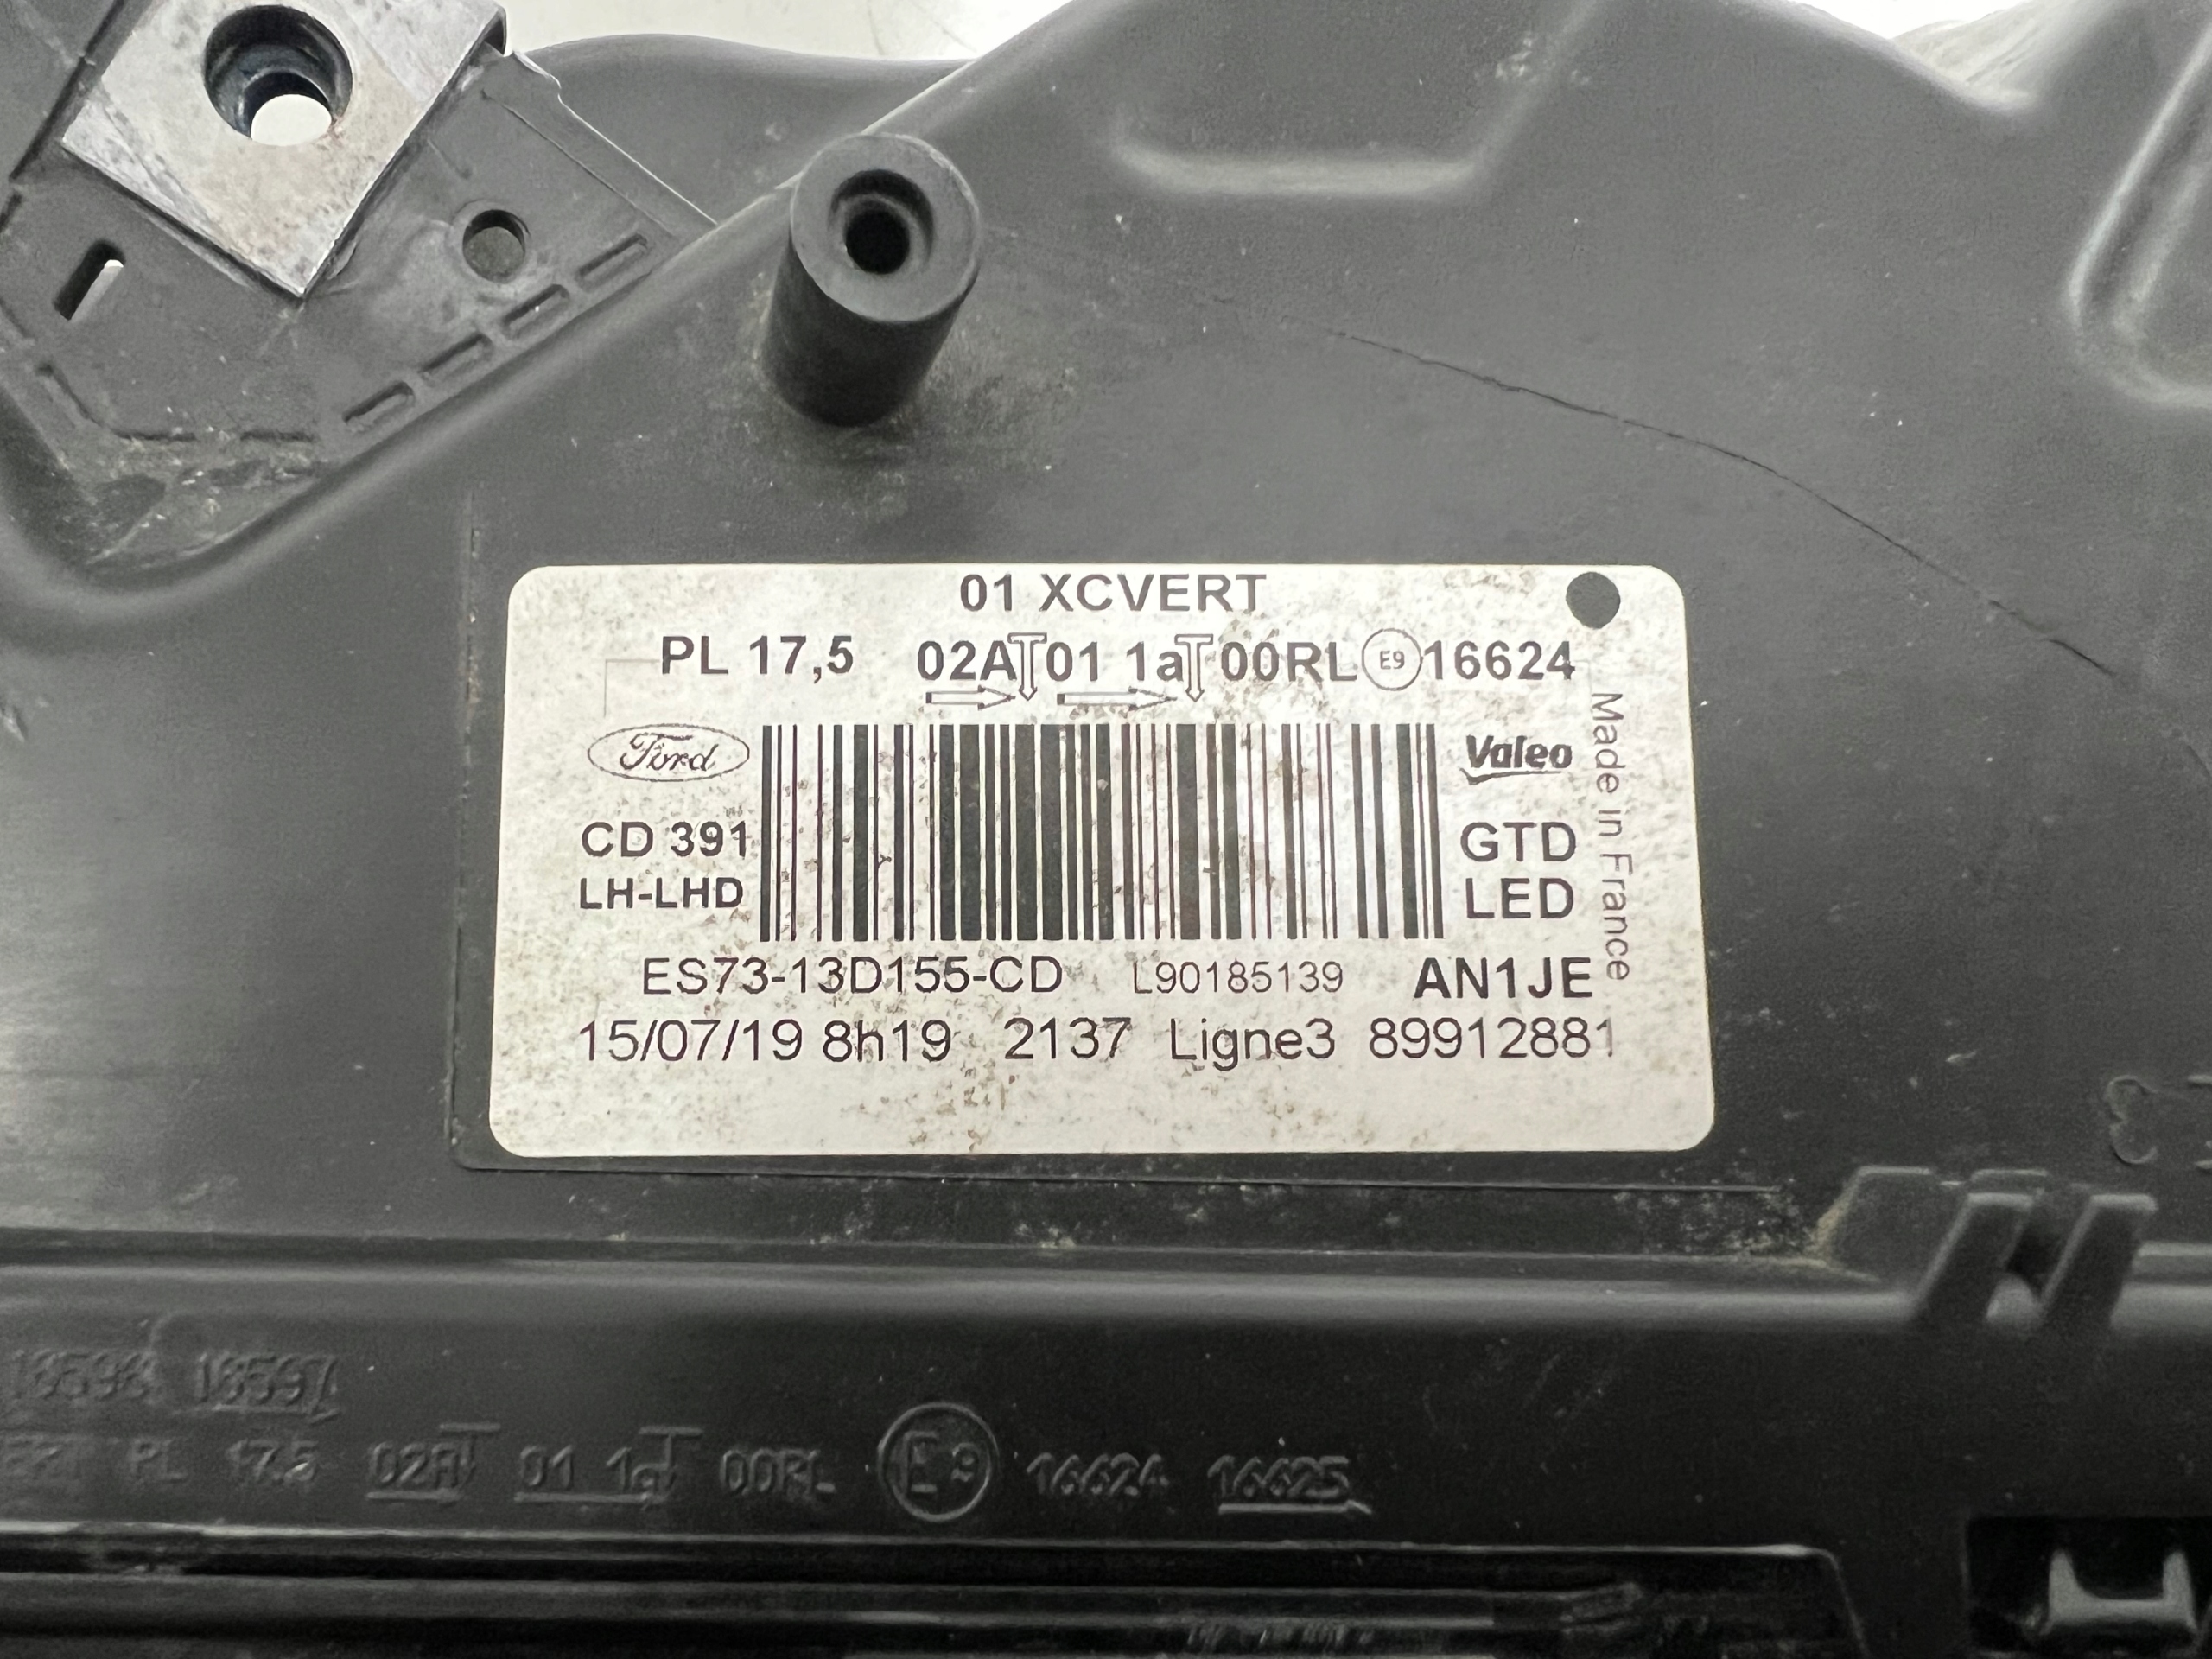 01 XCVERT
PL 17,5 02A 01 1a 00RL E9 16624
Ford Valeo
CD 391 GTD
LH-LHD LED
Made in France
ES73-13D155-CD L90185139 AN1JE
15/07/19 8h19 2137 Ligne3 89912881
16597
PL 17.5 02A 01 1a 00RL E9 16624 16625